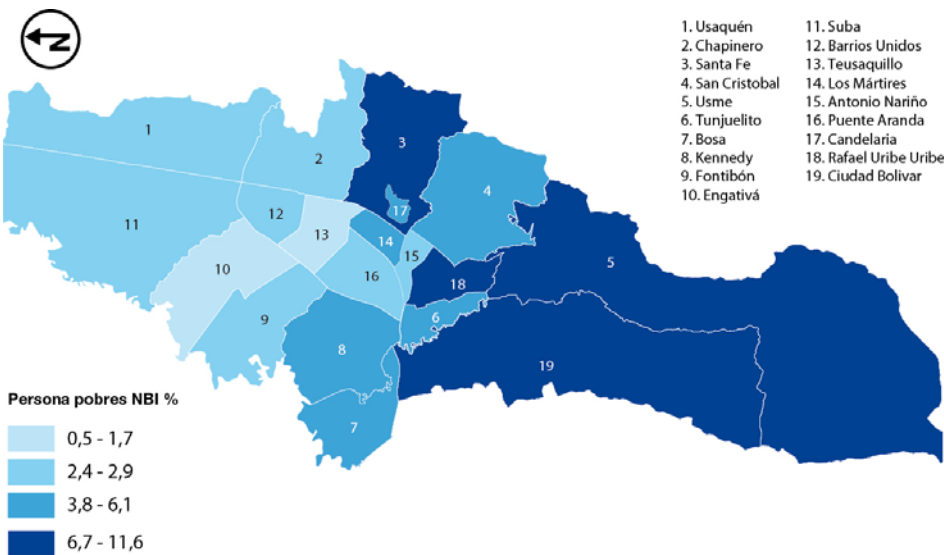 N
1. Usaquén
2. Chapinero
3. Santa Fe
4. San Cristobal
5. Usme
6. Tunjuelito
7. Bosa
8. Kennedy
9. Fontibón
10. Engativá
11. Suba
12. Barrios Unidos
13. Teusaquillo
14. Los Mártires
15. Antonio Nariño
16. Puente Aranda
17. Candelaria
18. Rafael Uribe Uribe
19. Ciudad Bolivar
1
2
3
4
17
11
12
13
14
15
5
10
16
18
9
6
8
19
7
Persona pobres NBI %
0,5 - 1,7
2,4 - 2,9
3,8 - 6,1
6,7 - 11,6